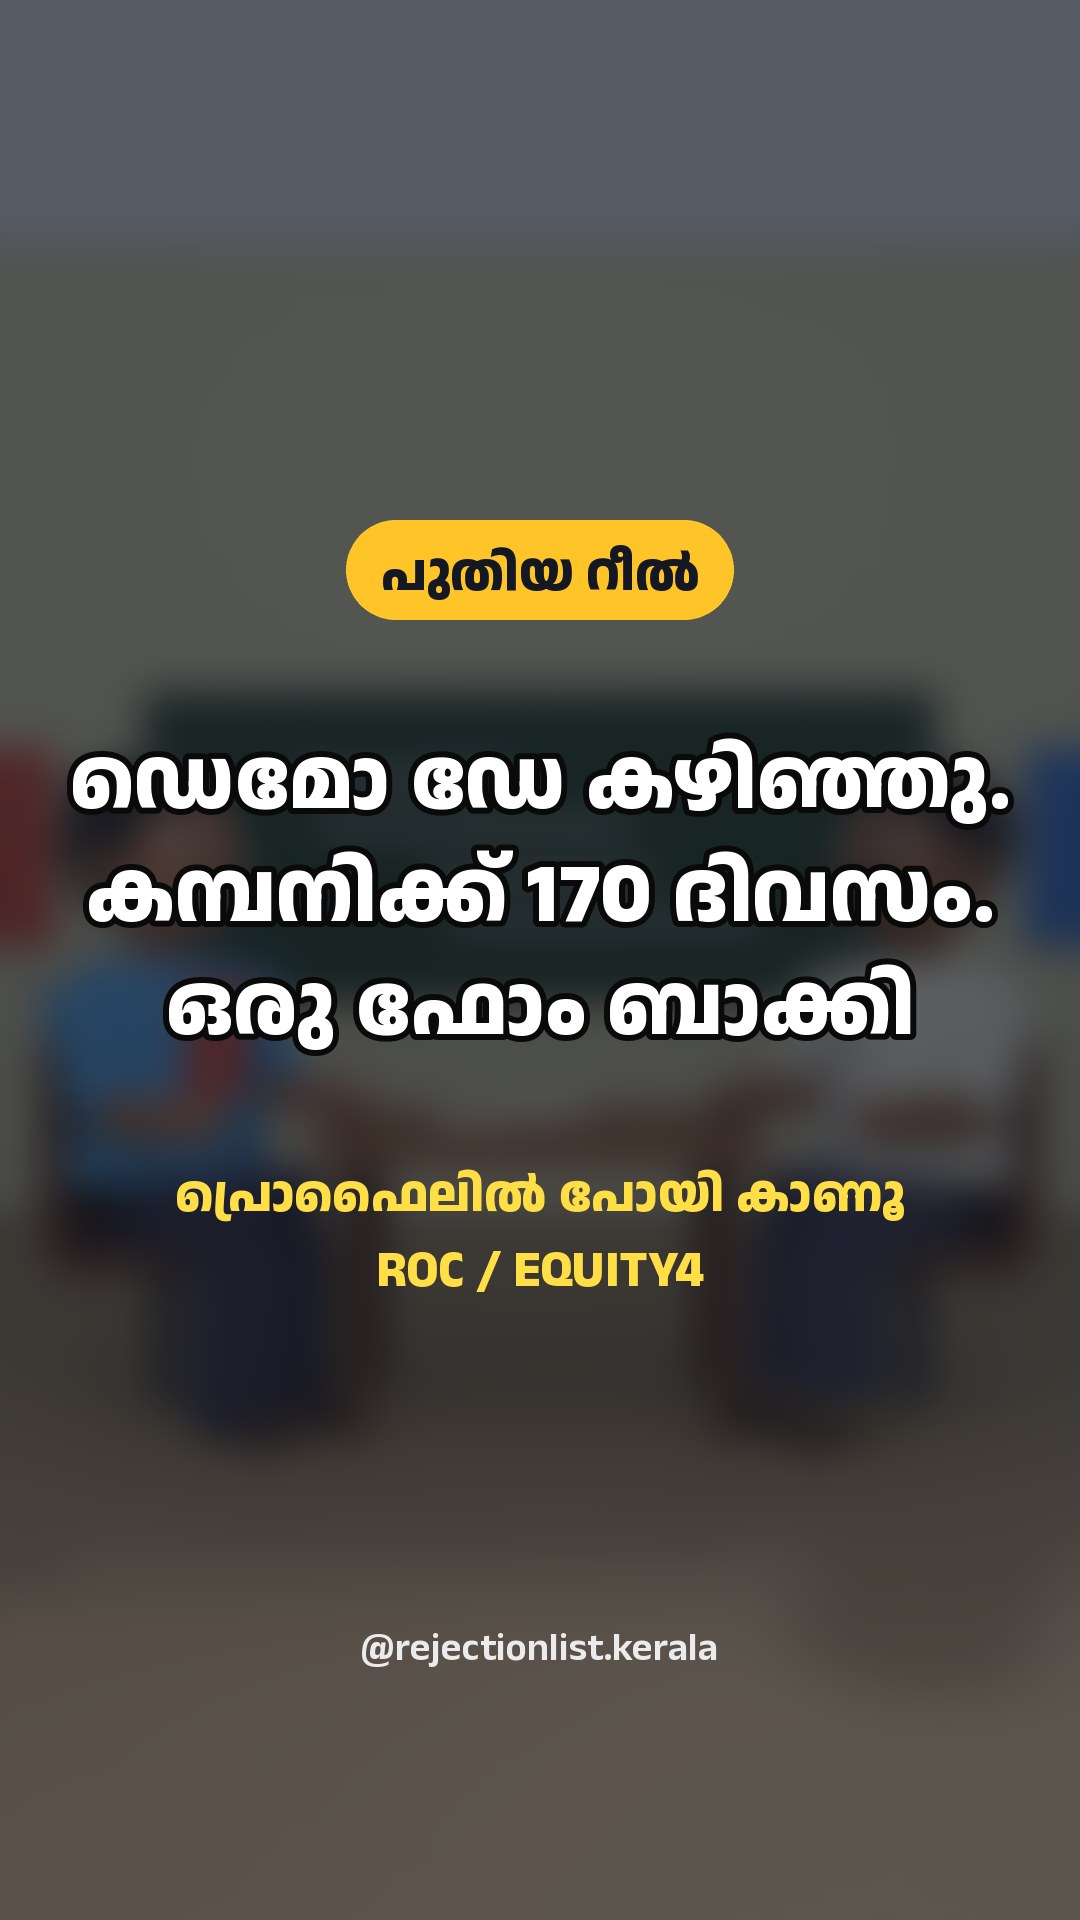 പുതിയ റീൽ
ഡെമോ ഡേ കഴിഞ്ഞു.
കമ്പനിക്ക് 170 ദിവസം.
ഒരു ഫോം ബാക്കി
പ്രൊഫൈലിൽ പോയി കാണൂ
ROC / EQUITY4
@rejectionlist.kerala